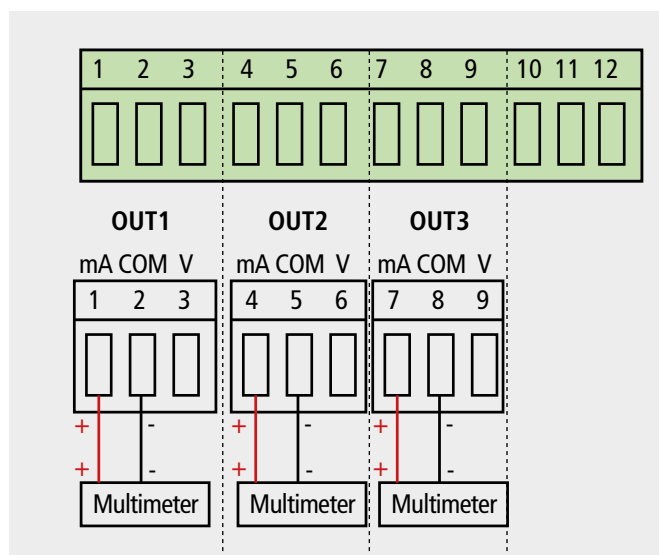 1 2 3 4 5 6 7 8 9 10 11 12
OUT1 OUT2 OUT3
mA COM V mA COM V mA COM V
1 2 3 4 5 6 7 8 9
+ - + - + -
+ - + - + -
Multimeter Multimeter Multimeter